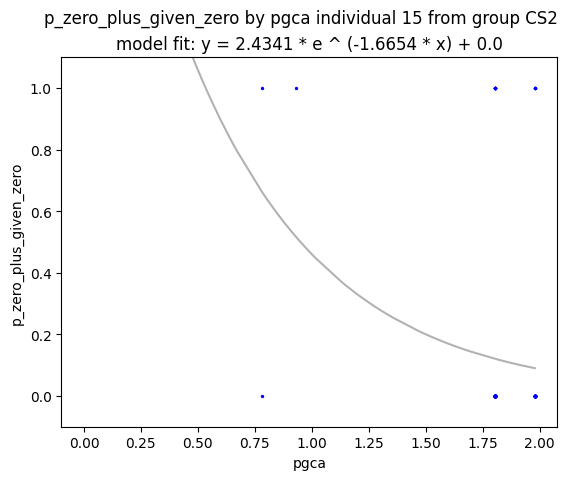 p_zero_plus_given_zero by pgca individual 15 from group CS2
model fit: y = 2.4341 * e ^ (-1.6654 * x) + 0.0
1.0
0.8
0.6
0.4
0.2
0.0
p_zero_plus_given_zero
0.00 0.25 0.50 0.75 1.00 1.25 1.50 1.75 2.00
pgca